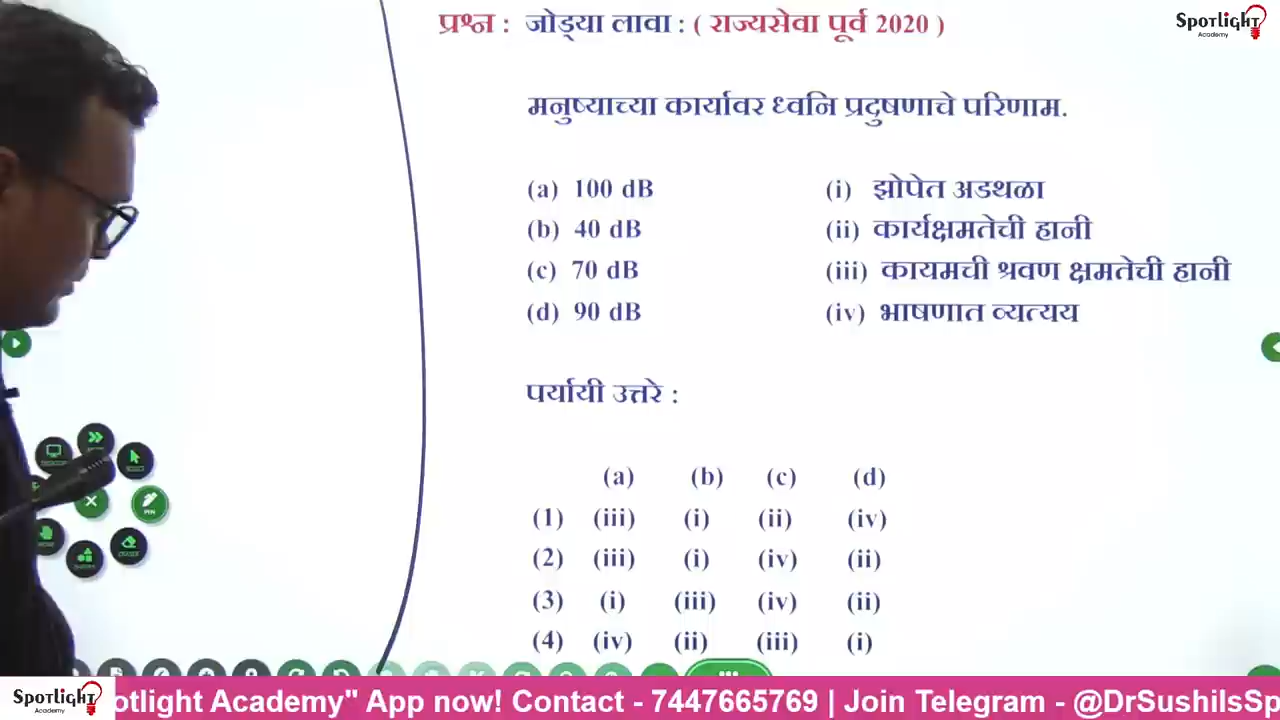 प्रश्न : जोड्या लावा : ( राज्यसेवा पूर्व 2020 )
Spotlight
Academy
मनुष्याच्या कार्यावर ध्वनि प्रदुषणाचे परिणाम.
(a) 100 dB (i) झोपेत अडथळा
(b) 40 dB (ii) कार्यक्षमतेची हानी
(c) 70 dB (iii) कायमची श्रवण क्षमतेची हानी
(d) 90 dB (iv) भाषणात व्यत्यय
पर्यायी उत्तरे :
(a) (b) (c) (d)
(1) (iii) (i) (ii) (iv)
(2) (iii) (i) (iv) (ii)
(3) (i) (iii) (iv) (ii)
(4) (iv) (ii) (iii) (i)
Spotlight
Academy
otlight Academy" App now! Contact - 7447665769 | Join Telegram - @DrSushilsSp